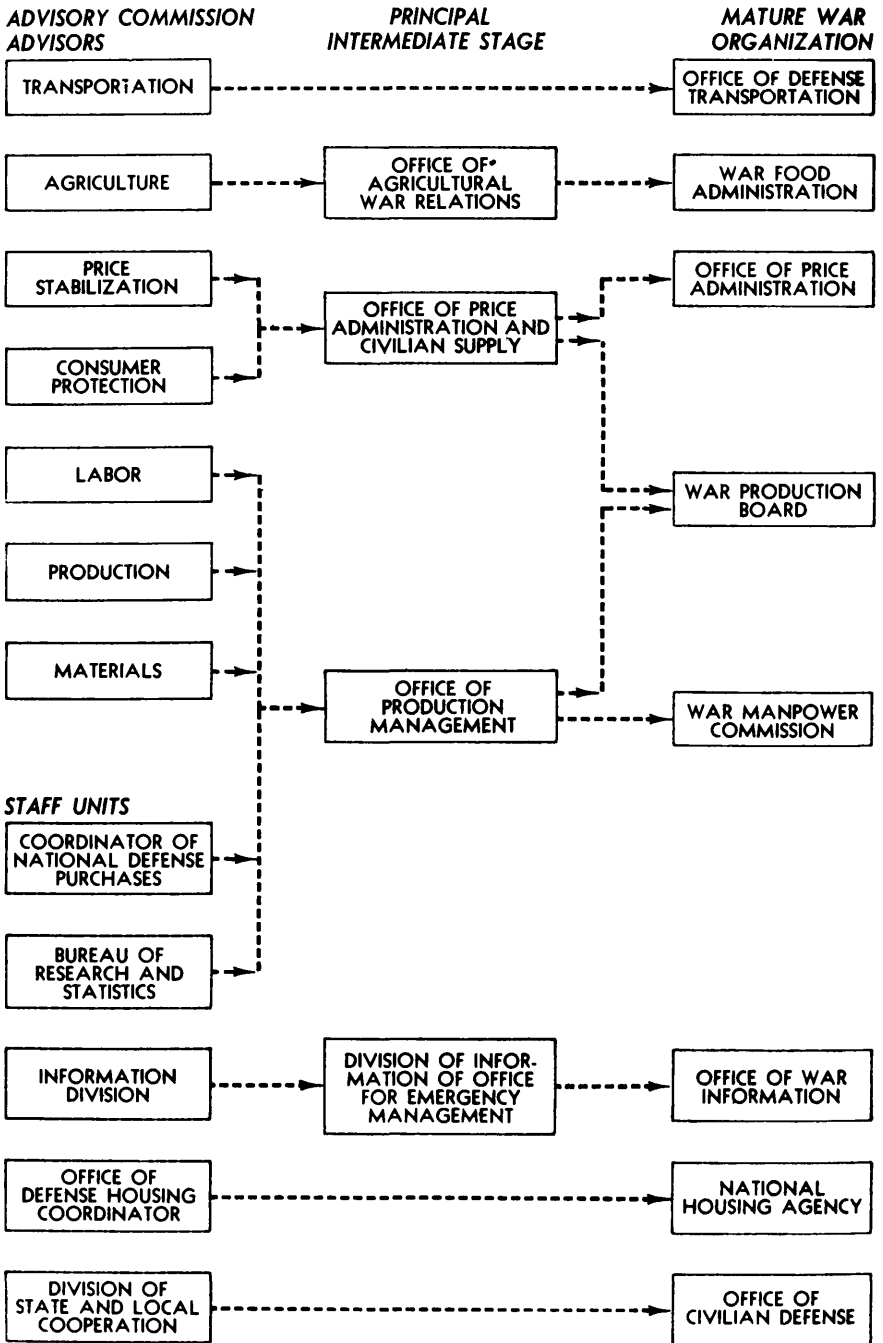 ADVISORY COMMISSION
ADVISORS
PRINCIPAL
INTERMEDIATE STAGE
MATURE WAR
ORGANIZATION
TRANSPORTATION
OFFICE OF DEFENSE
TRANSPORTATION
AGRICULTURE
OFFICE OF
AGRICULTURAL
WAR RELATIONS
WAR FOOD
ADMINISTRATION
PRICE
STABILIZATION
OFFICE OF PRICE
ADMINISTRATION AND
CIVILIAN SUPPLY
OFFICE OF PRICE
ADMINISTRATION
CONSUMER
PROTECTION
LABOR
WAR PRODUCTION
BOARD
PRODUCTION
MATERIALS
OFFICE OF
PRODUCTION
MANAGEMENT
WAR MANPOWER
COMMISSION
STAFF UNITS
COORDINATOR OF
NATIONAL DEFENSE
PURCHASES
BUREAU OF
RESEARCH AND
STATISTICS
INFORMATION
DIVISION
DIVISION OF INFOR-
MATION OF OFFICE
FOR EMERGENCY
MANAGEMENT
OFFICE OF WAR
INFORMATION
OFFICE OF
DEFENSE HOUSING
COORDINATOR
NATIONAL
HOUSING AGENCY
DIVISION OF
STATE AND LOCAL
COOPERATION
OFFICE OF
CIVILIAN DEFENSE